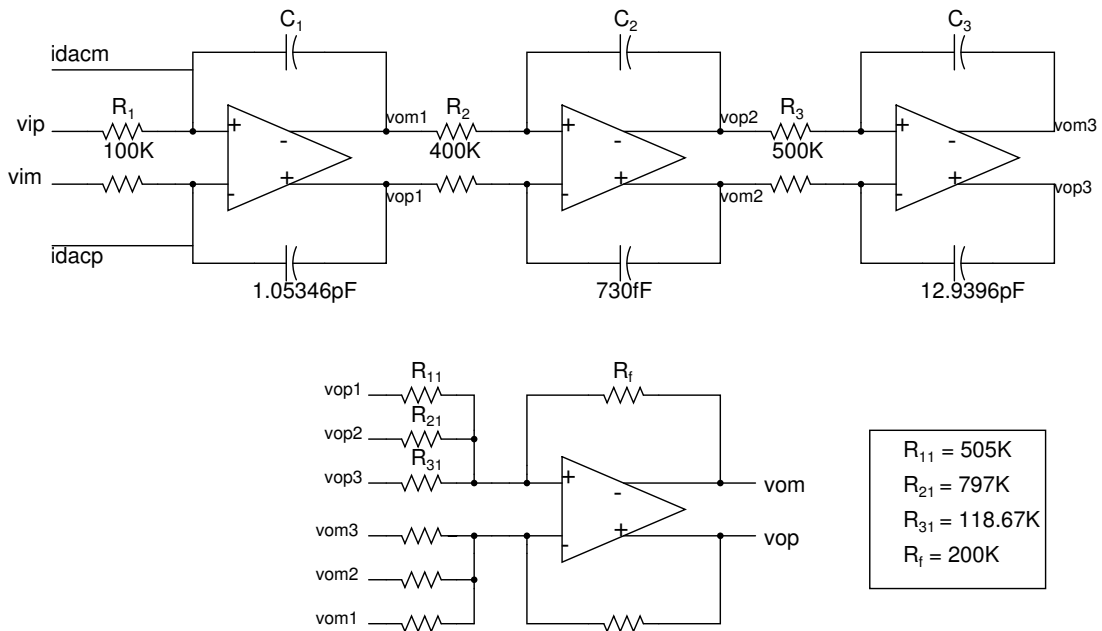 C1 C2 C3
idacm
R1 vom1 R2 vop2 R3 vom3
vip + - + - + -
100K 400K 500K
vim - + - + - +
vop1 vom2 vop3
idacp
1.05346pF 730fF 12.9396pF
R11 Rf
vop1
R21
vop2
R31
vop3 + - vom
vom3 - + vop
vom2
vom1
R11 = 505K
R21 = 797K
R31 = 118.67K
Rf = 200K